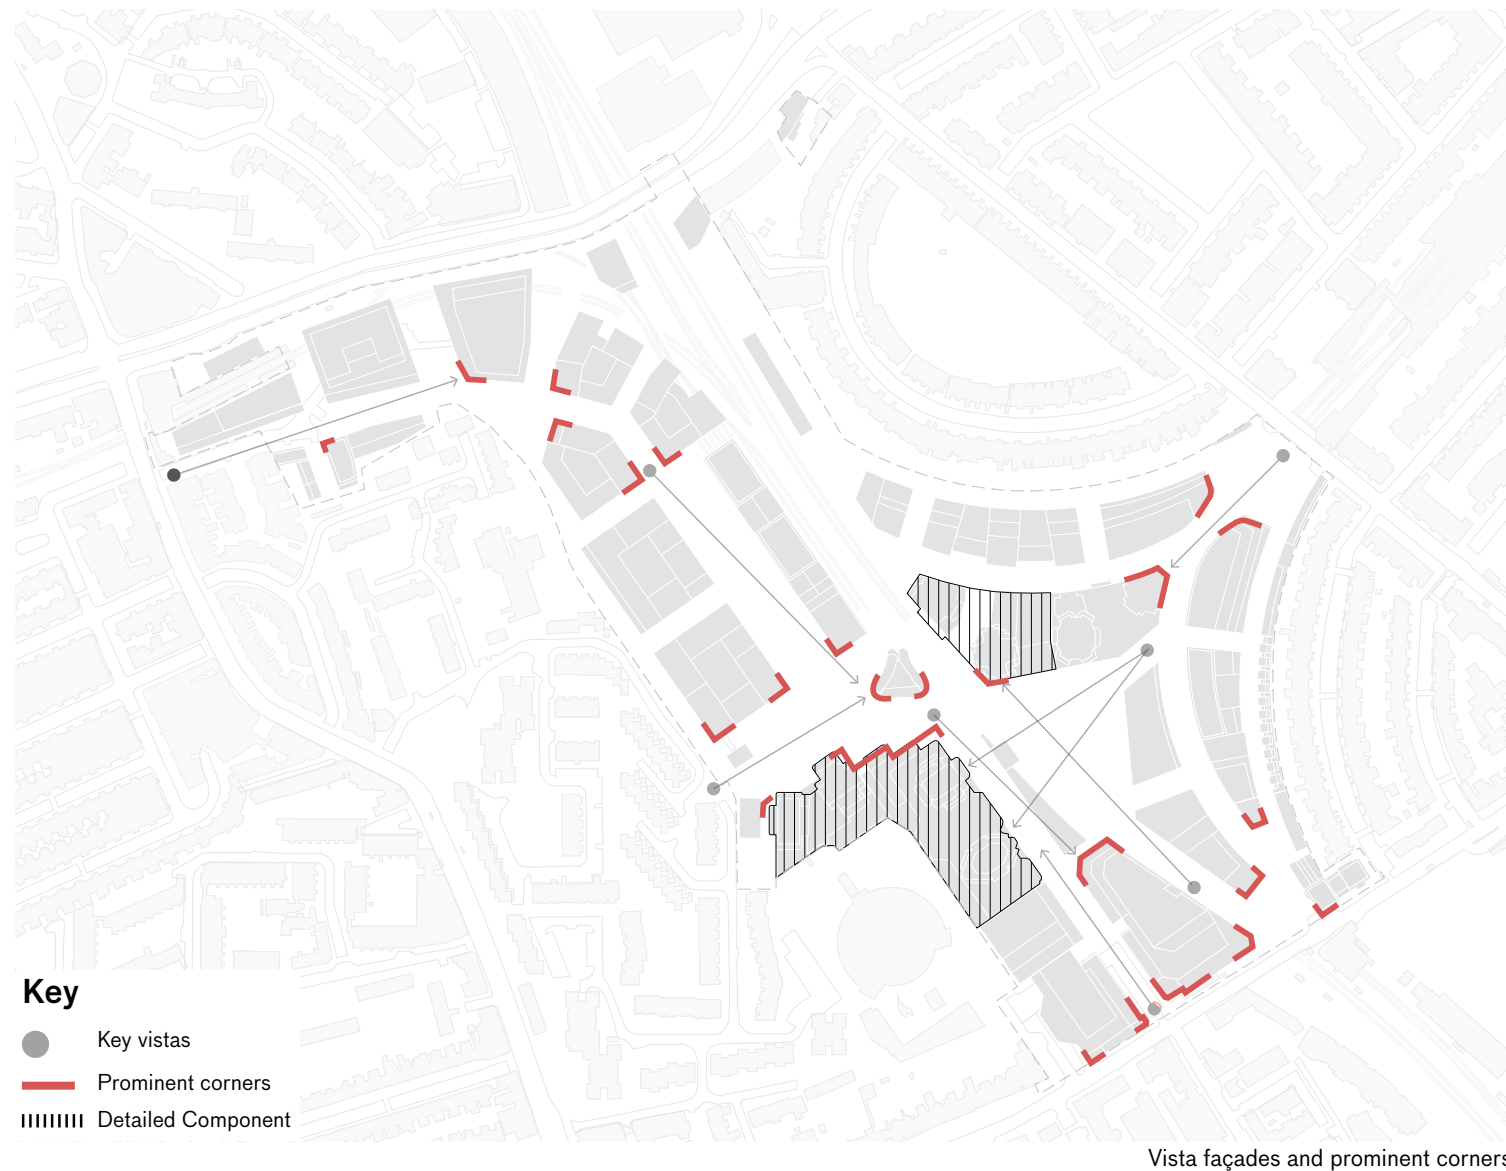 Key
Key vistas
Prominent corners
Detailed Component
Vista façades and prominent corners